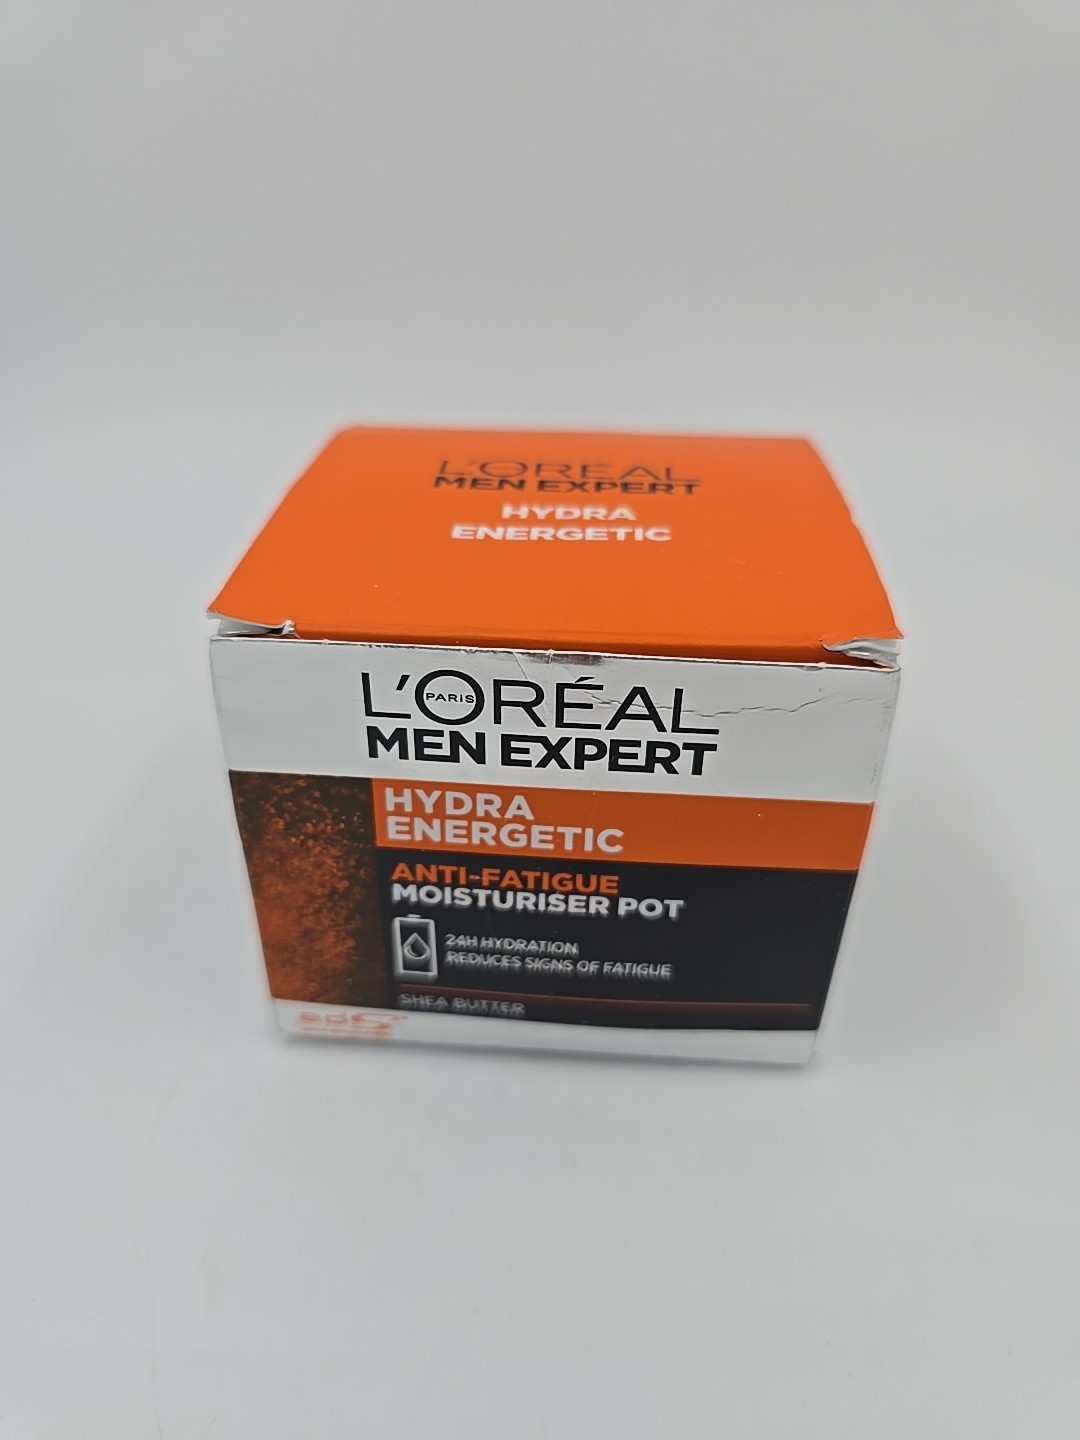 L'ORÉAL
MEN EXPERT
HYDRA
ENERGETIC
L'ORÉAL
PARIS
MEN EXPERT
HYDRA
ENERGETIC
ANTI-FATIGUE
MOISTURISER POT
24H HYDRATION
REDUCES SIGNS OF FATIGUE
SHEA BUTTER